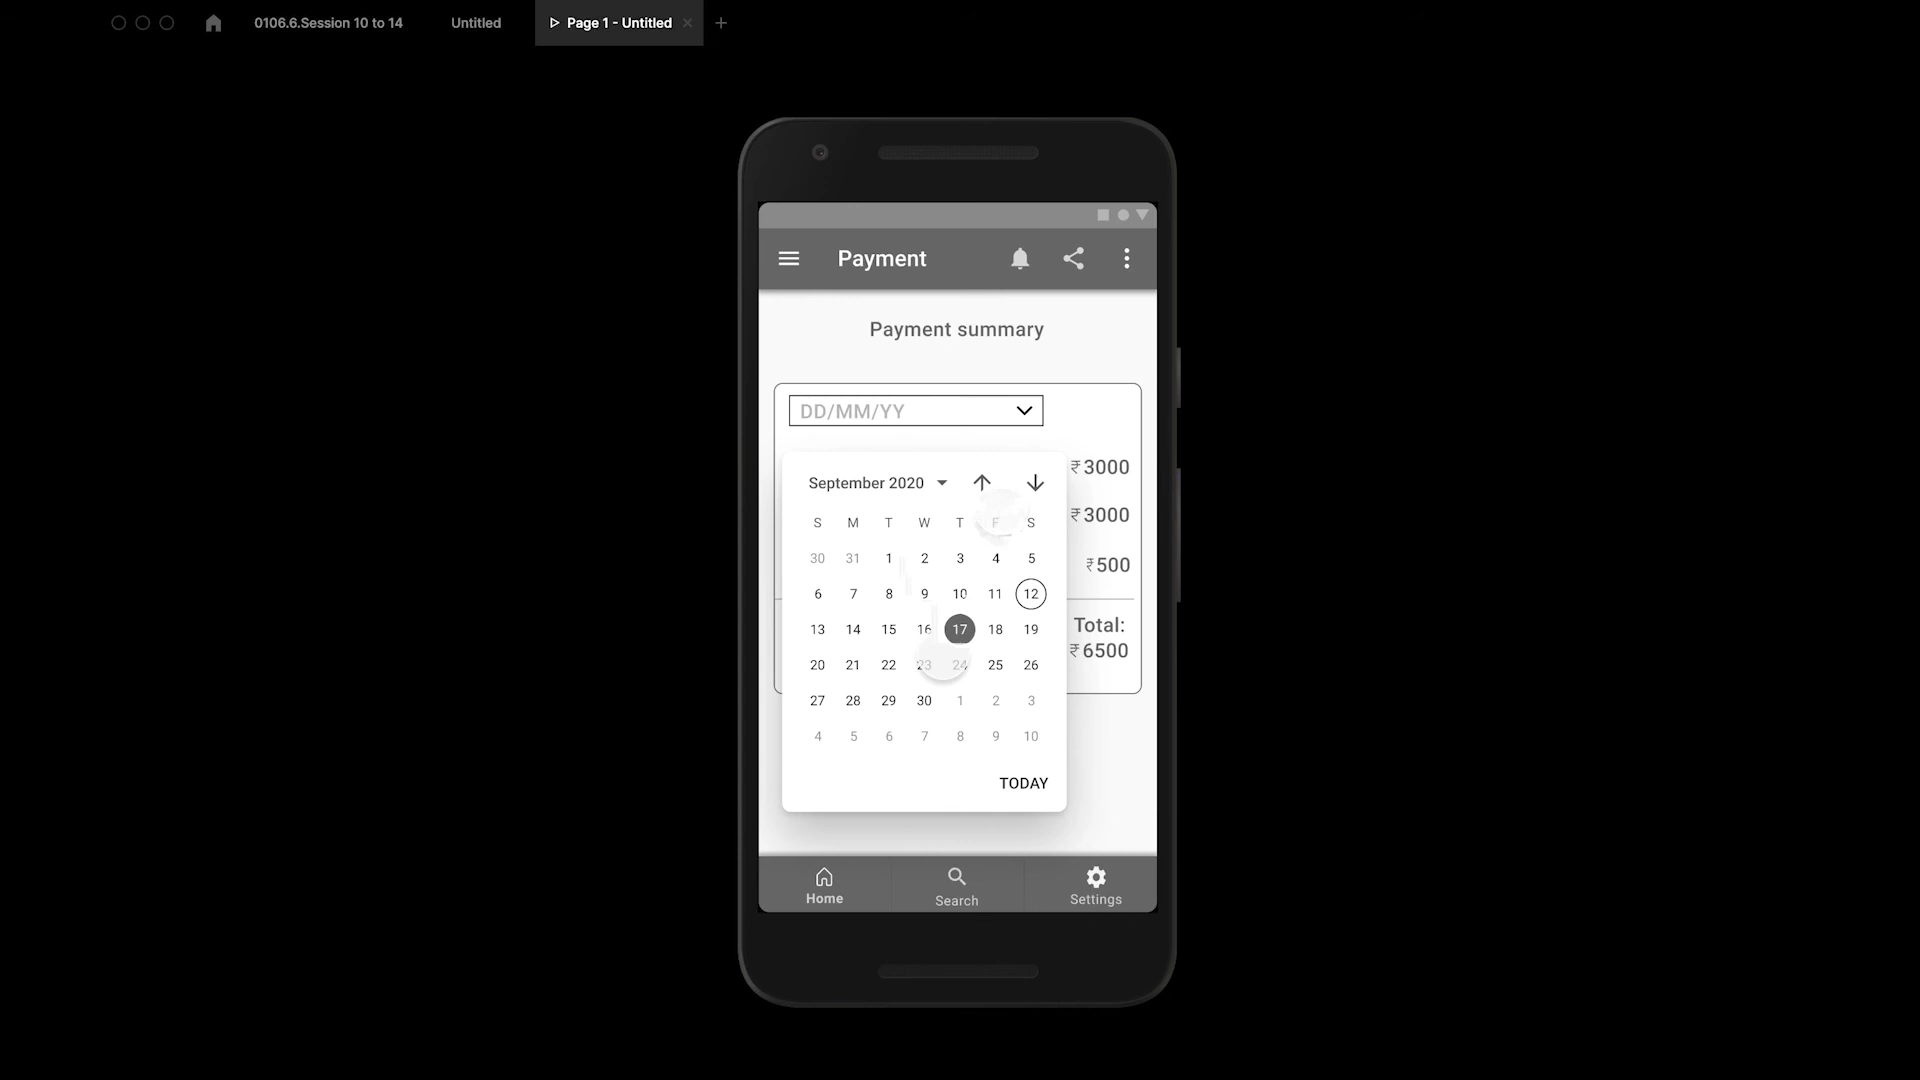 0106.6.Session 10 to 14
Untitled
Page 1 - Untitled
Payment
Payment summary
DD/MM/YY
₹3000
₹3000
₹500
Total:
₹6500
September 2020
S M T W T F S
30 31 1 2 3 4 5
6 7 8 9 10 11 12
13 14 15 16 17 18 19
20 21 22 23 24 25 26
27 28 29 30 1 2 3
4 5 6 7 8 9 10
TODAY
Home
Search
Settings